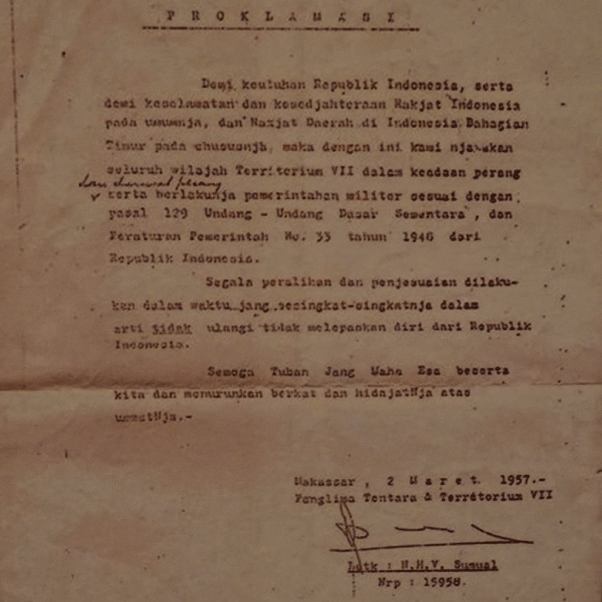 P R O K L A M A S I
Demi keutuhan Republik Indonesia, serta
demi keselamatan dan kesedjahteraan Rakjat Indonesia
pada umumnja, dan Rakjat Daerah di Indonesia Bahagian
Timur pada chususnja, maka dengan ini kami njatakan
seluruh wilajah Territorium VII dalam keadaan perang
dan darurat perang
serta berlakunja pemerintahan militer sesuai dengan
pasal 129 Undang - Undang Dasar Sementara, dan
Peraturan Pemerintah No. 33 tahun 1948 dari
Republik Indonesia.
Segala peralihan dan penjesuaian dilaku-
kan dalam waktu jang sesingkat-singkatnja dalam
arti tidak ulangi tidak melepaskan diri dari Republik
Indonesia.
Semoga Tuhan Jang Maha Esa beserta
kita dan menurunkan berkat dan hidajatNja atas
ummatNja.-
Makassar, 2 M a r e t 1957.-
Panglima Tentara & Territorium VII
Letk : H.N.V. Sumual
Nrp : 15958.